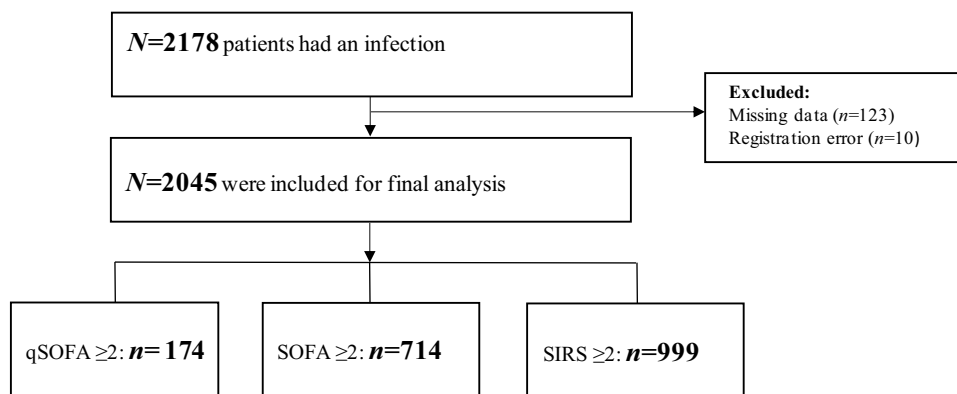 N=2178 patients had an infection
Excluded:
Missing data (n=123)
Registration error (n=10)
N=2045 were included for final analysis
qSOFA ≥2: n= 174
SOFA ≥2: n=714
SIRS ≥2: n=999